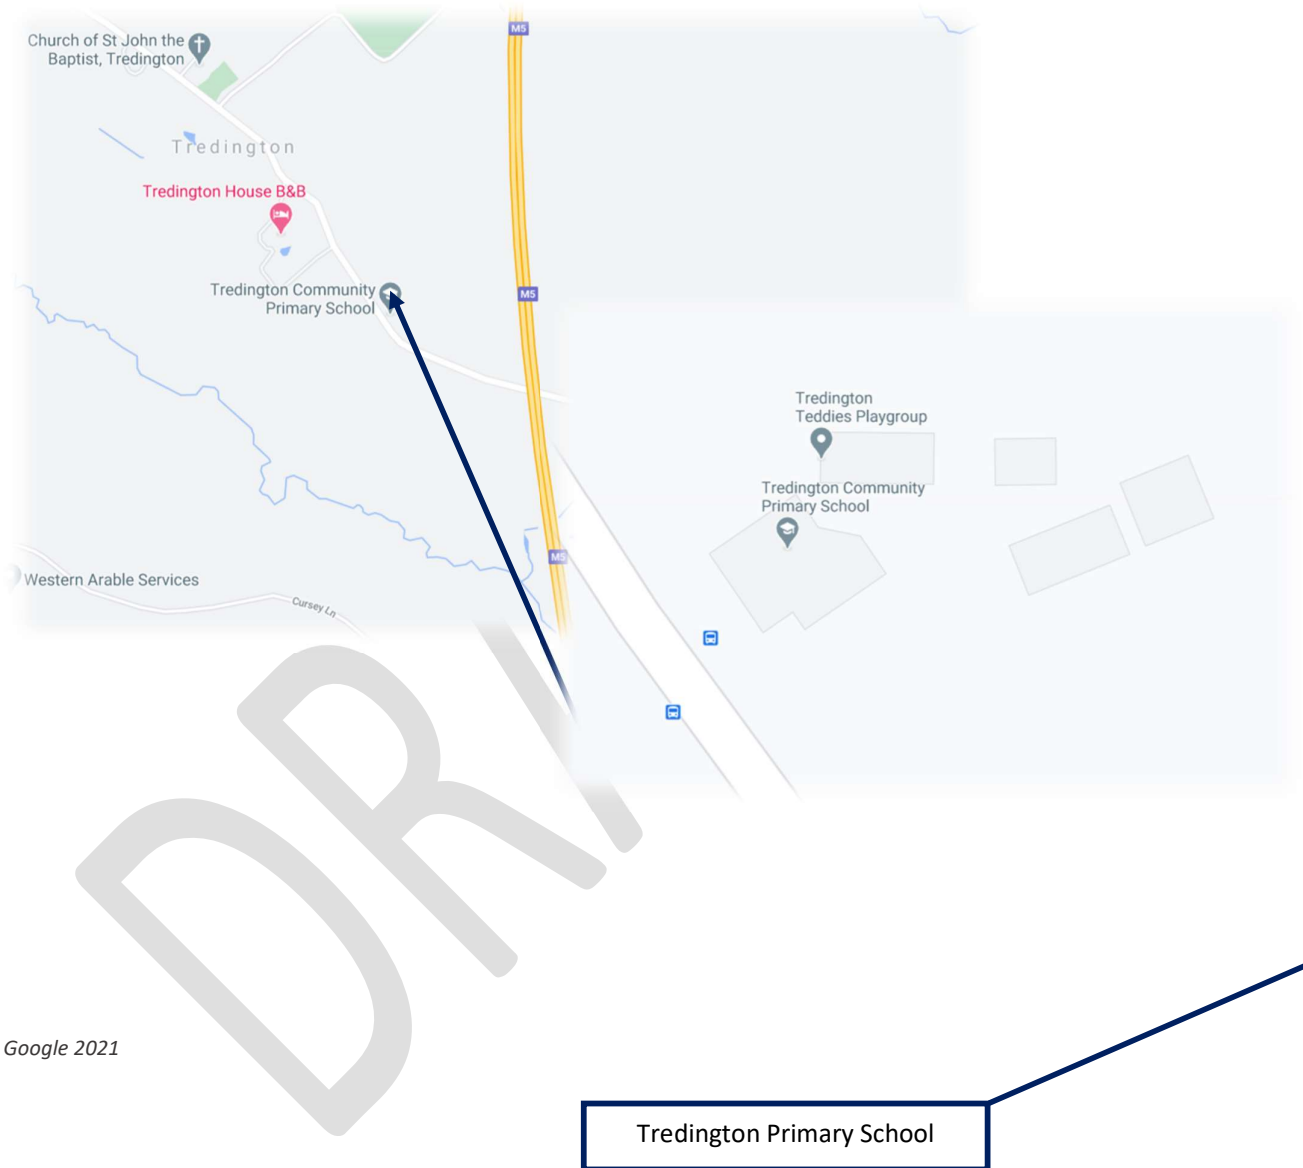 M5
Church of St John the
Baptist, Tredington
Tredington
Tredington House B&B
Tredington Community
Primary School
M5
Tredington
Teddies Playgroup
Tredington Community
Primary School
M5
Western Arable Services
Cursey Ln
DRA
Google 2021
Tredington Primary School